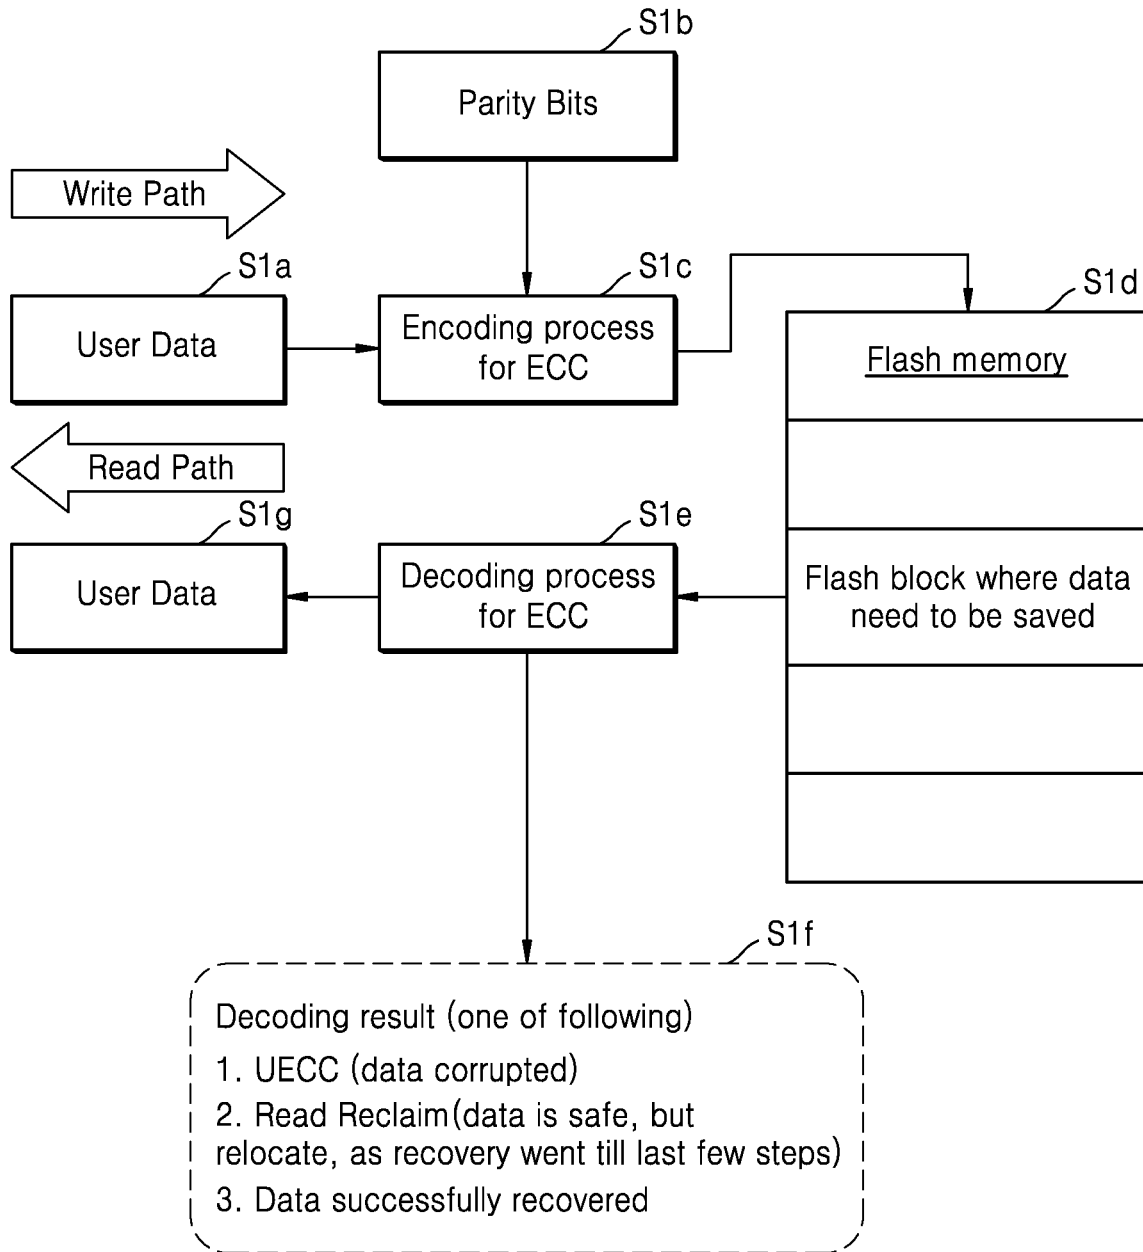 S1b
Parity Bits
Write Path
S1a
S1c
S1d
User Data
Encoding process
for ECC
Flash memory
Read Path
S1g
S1e
User Data
Decoding process
for ECC
Flash block where data
need to be saved
S1f
Decoding result (one of following)
1. UECC (data corrupted)
2. Read Reclaim(data is safe, but
relocate, as recovery went till last few steps)
3. Data successfully recovered